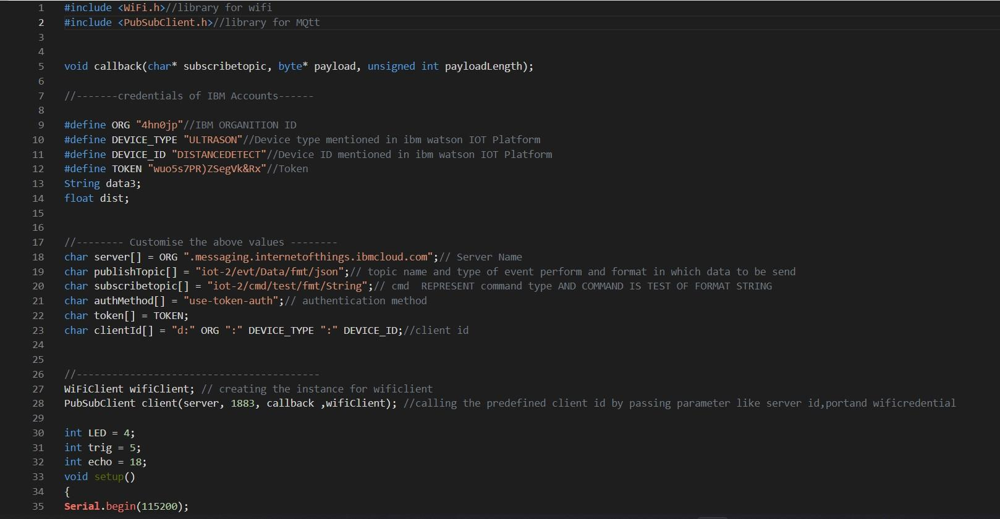 1 #include <WiFi.h>//library for wifi
2 #include <PubSubClient.h>//library for MQtt
3
4
5 void callback(char* subscribetopic, byte* payload, unsigned int payloadLength);
6
7 //-------credentials of IBM Accounts------
8
9 #define ORG "4hn0jp"//IBM ORGANITION ID
10 #define DEVICE_TYPE "ULTRASON"//Device type mentioned in ibm watson IOT Platform
11 #define DEVICE_ID "DISTANCEDETECT"//Device ID mentioned in ibm watson IOT Platform
12 #define TOKEN "wuo5s7PR)ZSegVk&Rx"//Token
13 String data3;
14 float dist;
15
16
17 //-------- Customise the above values --------
18 char server[] = ORG ".messaging.internetofthings.ibmcloud.com";// Server Name
19 char publishTopic[] = "iot-2/evt/Data/fmt/json";// topic name and type of event perform and format in which data to be send
20 char subscribetopic[] = "iot-2/cmd/test/fmt/String";// cmd  REPRESENT command type AND COMMAND IS TEST OF FORMAT STRING
21 char authMethod[] = "use-token-auth";// authentication method
22 char token[] = TOKEN;
23 char clientId[] = "d:" ORG ":" DEVICE_TYPE ":" DEVICE_ID;//client id
24
25
26 //-----------------------------------------
27 WiFiClient wifiClient; // creating the instance for wificlient
28 PubSubClient client(server, 1883, callback ,wifiClient); //calling the predefined client id by passing parameter like server id,portand wificredential
29
30 int LED = 4;
31 int trig = 5;
32 int echo = 18;
33 void setup()
34 {
35 Serial.begin(115200);